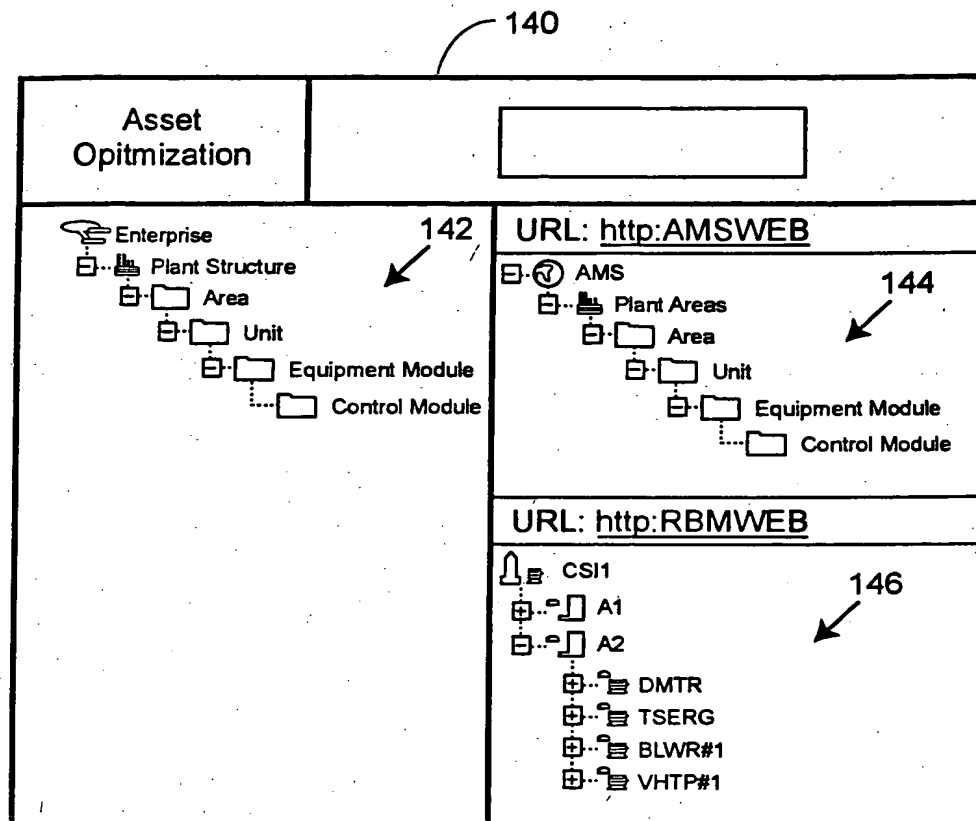 140
Asset
Opitmization
Enterprise
142
Plant Structure
Area
Unit
Equipment Module
Control Module
URL: http:AMSWEB
AMS
144
Plant Areas
Area
Unit
Equipment Module
Control Module
URL: http:RBMWEB
CSI1
146
A1
A2
DMTR
TSERG
BLWR#1
VHTP#1